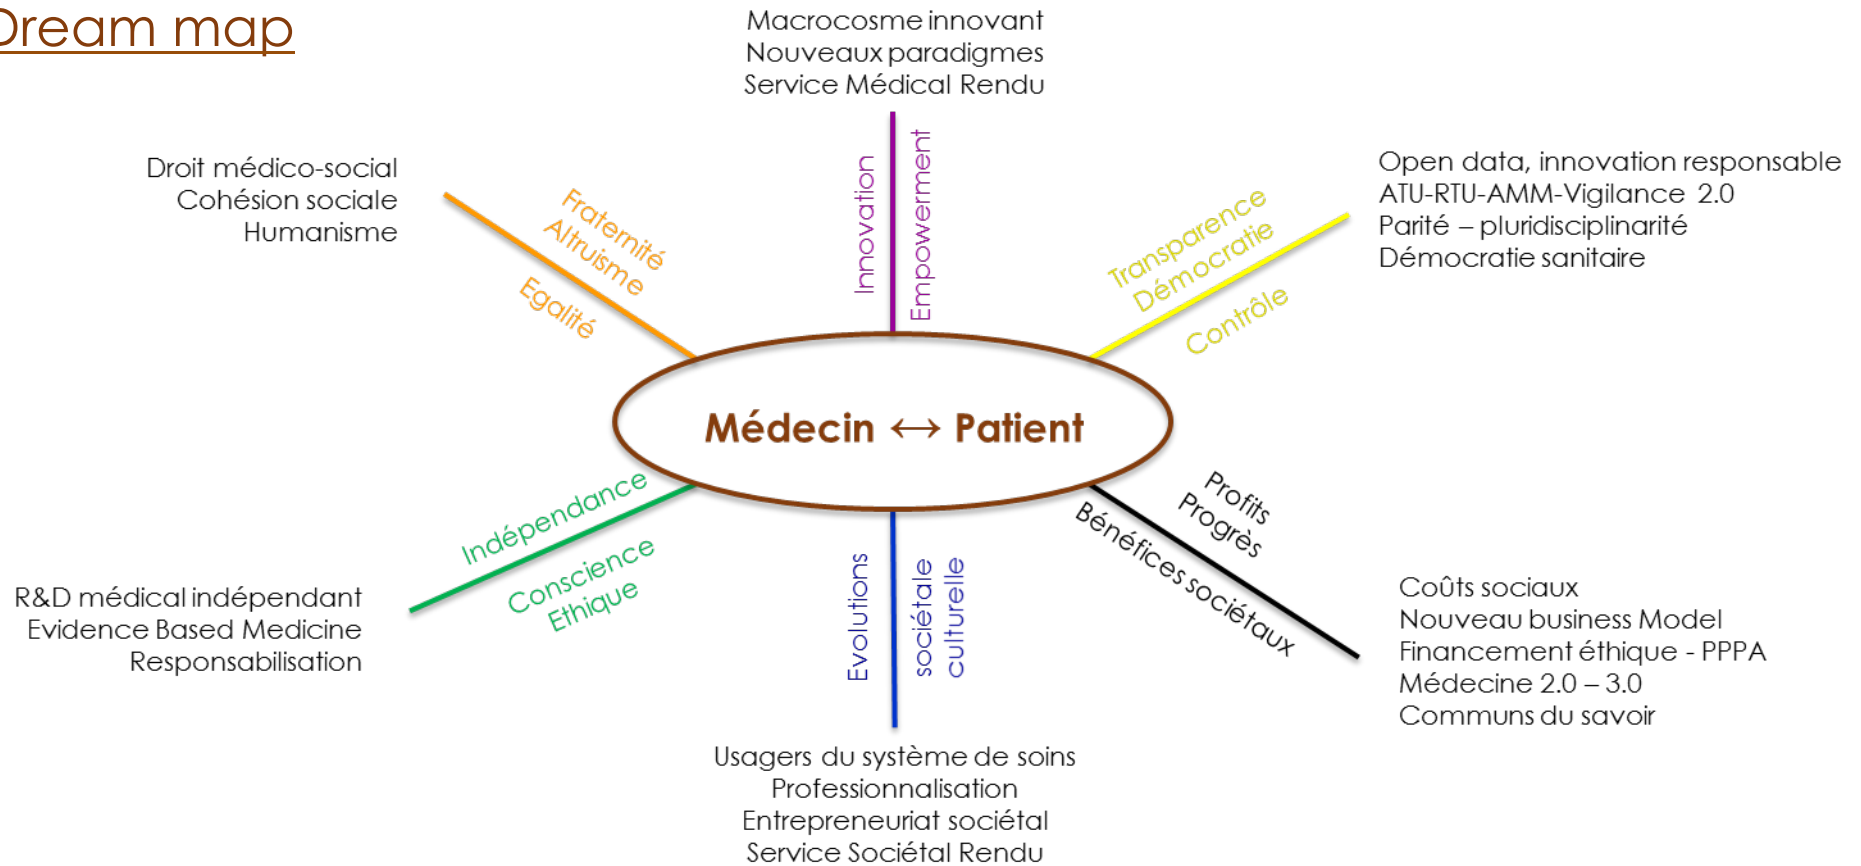 Dream map
Macrocosme innovant
Nouveaux paradigmes
Service Médical Rendu
Innovation
Empowerment
Droit médico-social
Cohésion sociale
Humanisme
Fraternité
Altruisme
Egalité
Open data, innovation responsable
ATU-RTU-AMM-Vigilance 2.0
Parité – pluridisciplinarité
Démocratie sanitaire
Transparence
Démocratie
Contrôle
Médecin ↔ Patient
Indépendance
Conscience
Ethique
R&D médical indépendant
Evidence Based Medicine
Responsabilisation
Evolutions
sociétale
culturelle
Usagers du système de soins
Professionnalisation
Entrepreneuriat sociétal
Service Sociétal Rendu
Profits
Progrès
Bénéfices sociétaux
Coûts sociaux
Nouveau business Model
Financement éthique - PPPA
Médecine 2.0 – 3.0
Communs du savoir